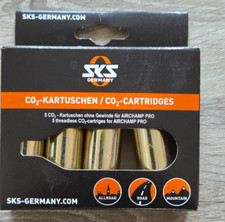 SKS-GERMANY.COM
SKS
GERMANY
CO₂-KARTUSCHEN / CO₂-CARTRIDGES
5 CO₂ - Kartuschen ohne Gewinde für AIRCHAMP PRO
5 threadless CO₂-cartriges for AIRCHAMP PRO
SKS-GERMANY.COM
ALLROAD
ROAD
MOUNTAIN